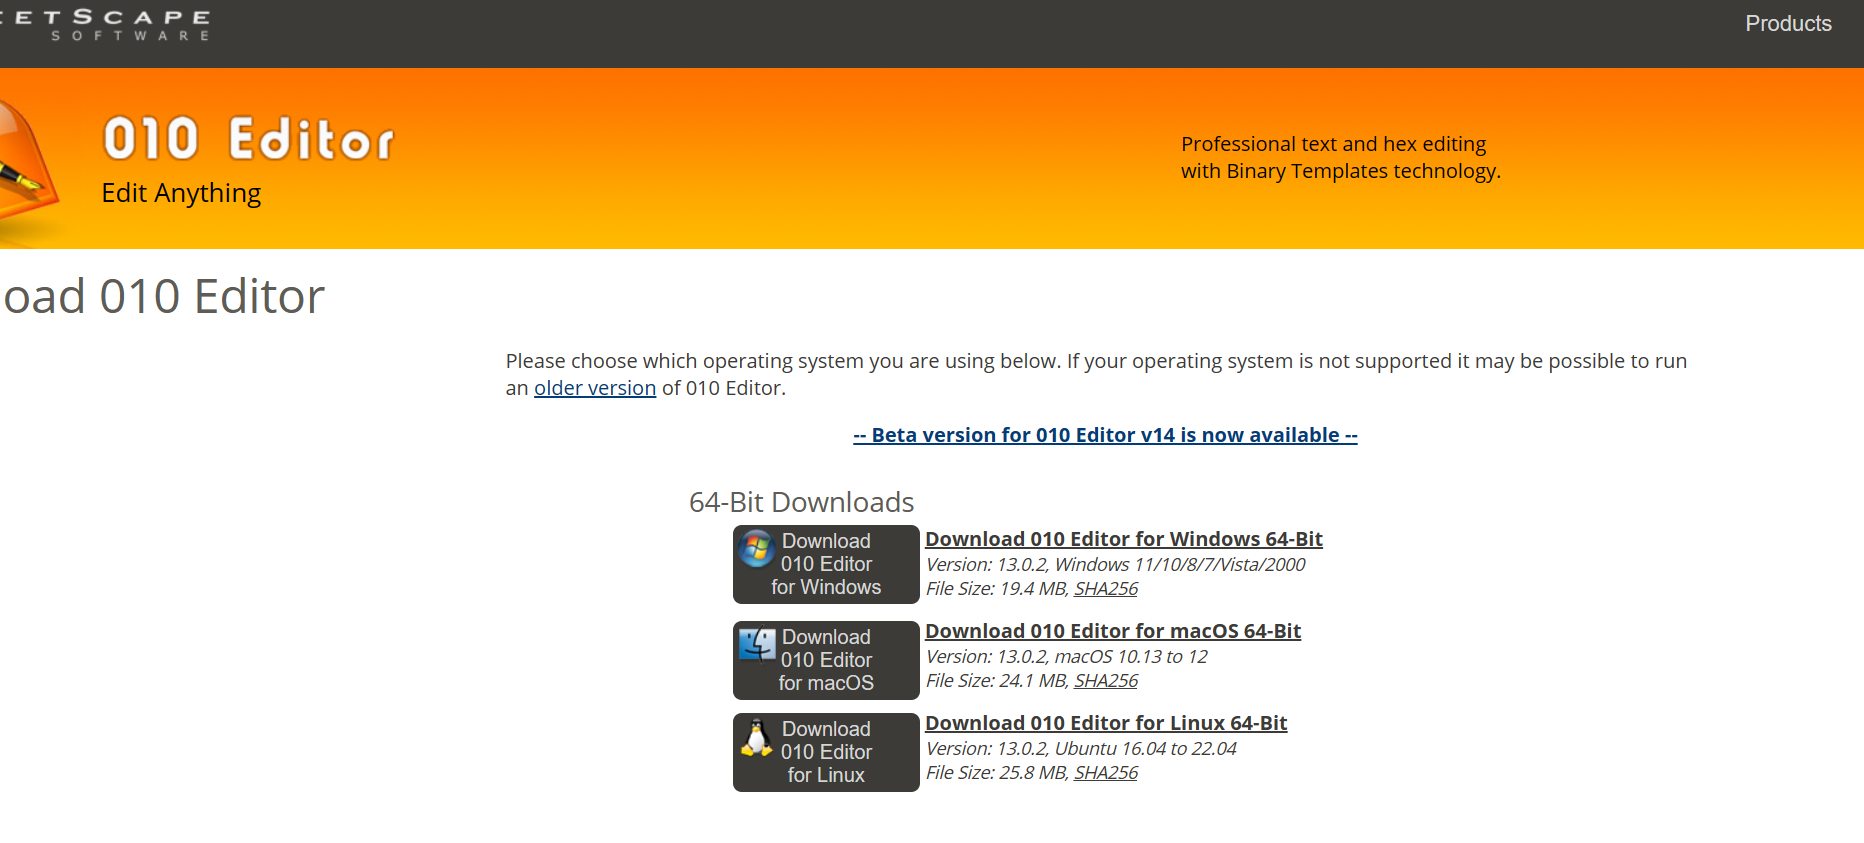 ETSCAPE
SOFTWARE
Products
010 Editor
Edit Anything
Professional text and hex editing
with Binary Templates technology.
oad 010 Editor
Please choose which operating system you are using below. If your operating system is not supported it may be possible to run
an older version of 010 Editor.
-- Beta version for 010 Editor v14 is now available --
64-Bit Downloads
Download
010 Editor
for Windows
Download 010 Editor for Windows 64-Bit
Version: 13.0.2, Windows 11/10/8/7/Vista/2000
File Size: 19.4 MB, SHA256
Download
010 Editor
for macOS
Download 010 Editor for macOS 64-Bit
Version: 13.0.2, macOS 10.13 to 12
File Size: 24.1 MB, SHA256
Download
010 Editor
for Linux
Download 010 Editor for Linux 64-Bit
Version: 13.0.2, Ubuntu 16.04 to 22.04
File Size: 25.8 MB, SHA256